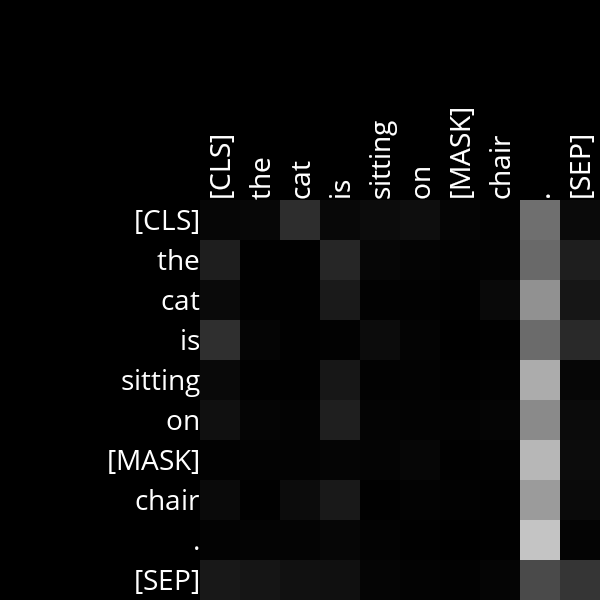 [CLS] the cat is sitting on [MASK] chair . [SEP]
[CLS]
the
cat
is
sitting
on
[MASK]
chair
.
[SEP]